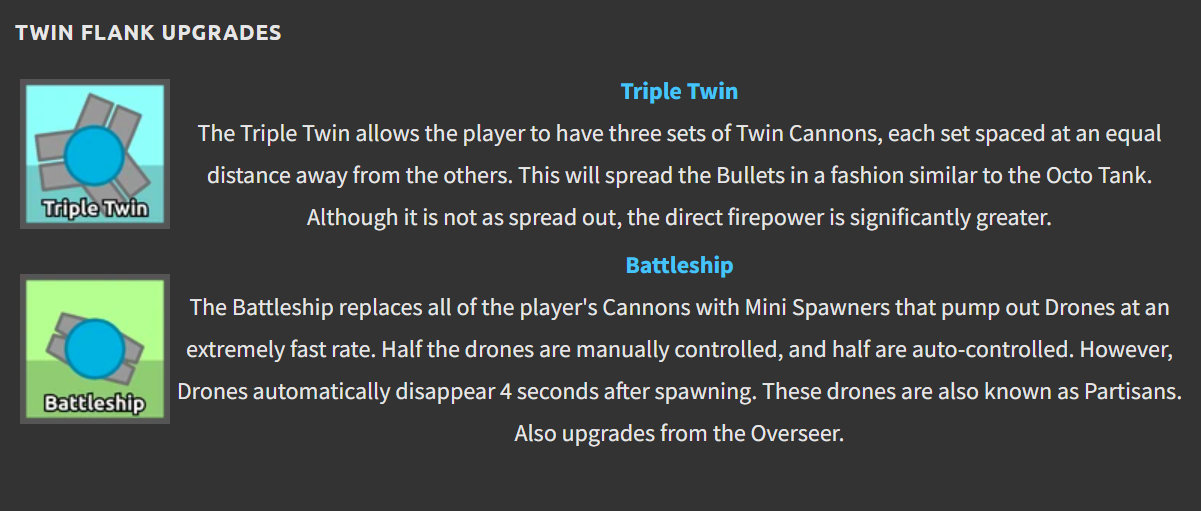 TWIN FLANK UPGRADES
Triple Twin
The Triple Twin allows the player to have three sets of Twin Cannons, each set spaced at an equal
distance away from the others. This will spread the Bullets in a fashion similar to the Octo Tank.
Although it is not as spread out, the direct firepower is significantly greater.
Triple Twin
Battleship
The Battleship replaces all of the player's Cannons with Mini Spawners that pump out Drones at an
extremely fast rate. Half the drones are manually controlled, and half are auto-controlled. However,
Drones automatically disappear 4 seconds after spawning. These drones are also known as Partisans.
Also upgrades from the Overseer.
Battleship